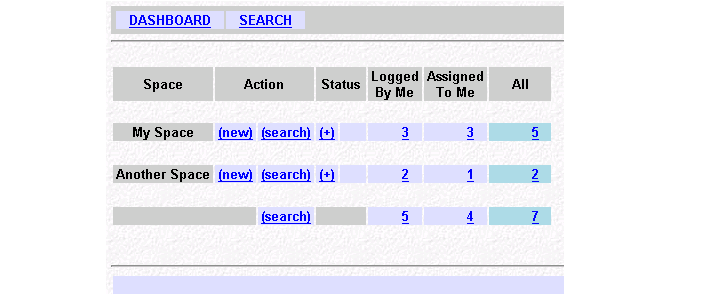 DASHBOARD SEARCH
Space Action Status Logged By Me Assigned To Me All
My Space (new) (search) (+) 3 3 5
Another Space (new) (search) (+) 2 1 2
(search) 5 4 7